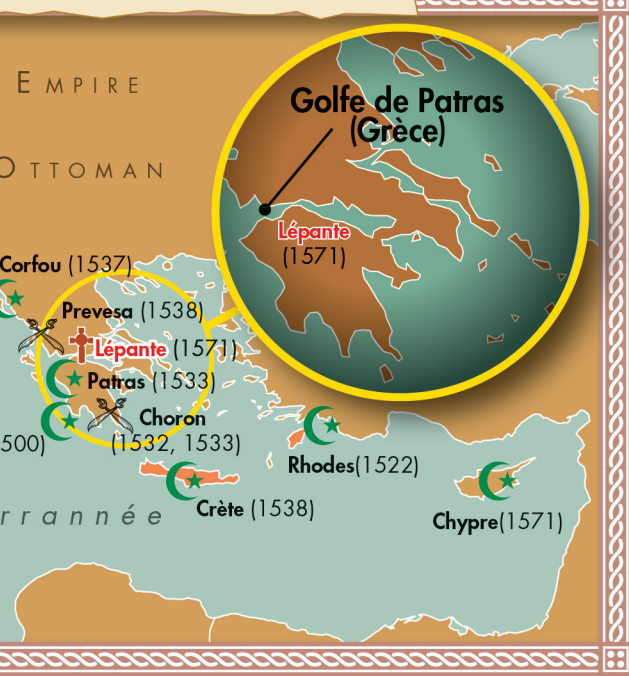 EMPIRE
OTTOMAN
Golfe de Patras
(Grèce)
Lépante
(1571)
Corfou (1537)
Prevesa (1538)
Lépante (1571)
Patras (1533)
Choron
(1532, 1533)
500)
Rhodes(1522)
Crète (1538)
Chypre(1571)
rrannée